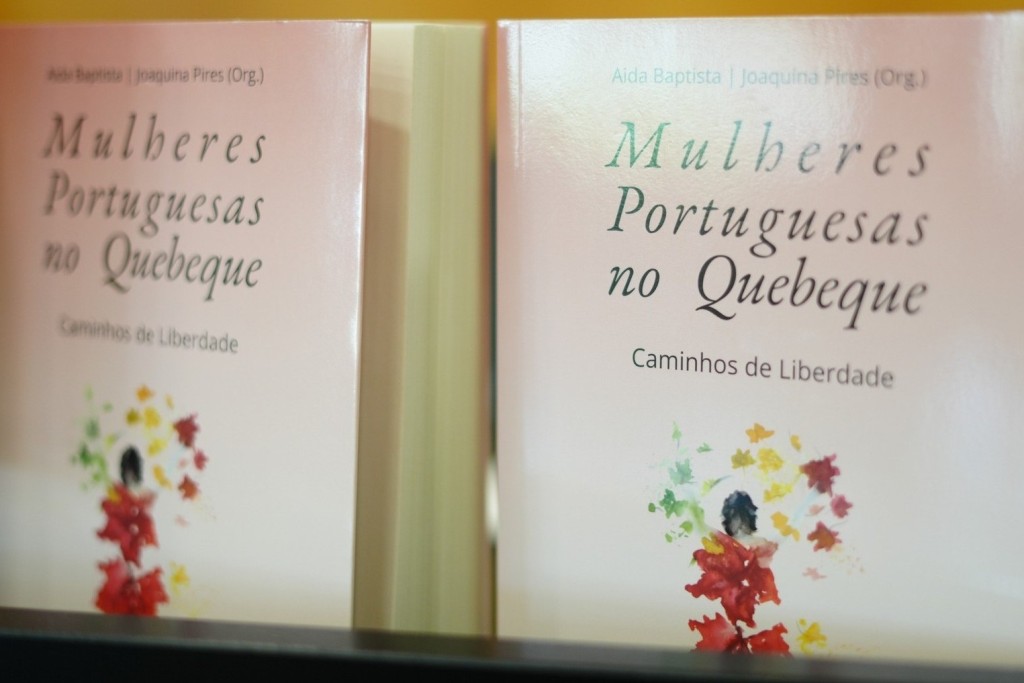 Aida Baptista | Joaquina Pires (Org.)
Mulheres
Portuguesas
no Quebeque
Caminhos de Liberdade
Aida Baptista | Joaquina Pires (Org.)
Mulheres
Portuguesas
no Quebeque
Caminhos de Liberdade